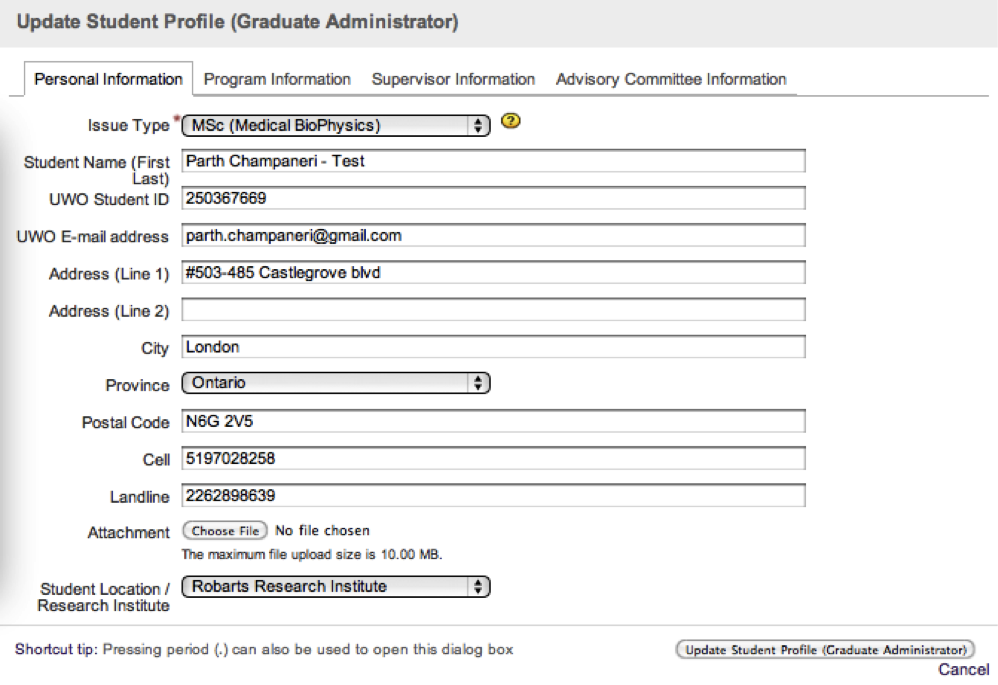 Update Student Profile (Graduate Administrator)
Personal Information Program Information Supervisor Information Advisory Committee Information
Issue Type * MSc (Medical BioPhysics) ?
Student Name (First Last) Parth Champaneri - Test
UWO Student ID 250367669
UWO E-mail address parth.champaneri@gmail.com
Address (Line 1) #503-485 Castlegrove blvd
Address (Line 2)
City London
Province Ontario
Postal Code N6G 2V5
Cell 5197028258
Landline 2262898639
Attachment Choose File No file chosen
The maximum file upload size is 10.00 MB.
Student Location / Research Institute Robarts Research Institute
Shortcut tip: Pressing period (.) can also be used to open this dialog box Update Student Profile (Graduate Administrator)
Cancel